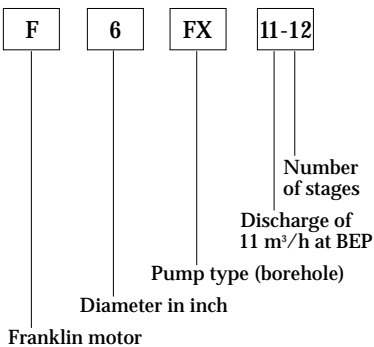 F 6 FX 11-12
Number
of stages
Discharge of
11 m³/h at BEP
Pump type (borehole)
Diameter in inch
Franklin motor